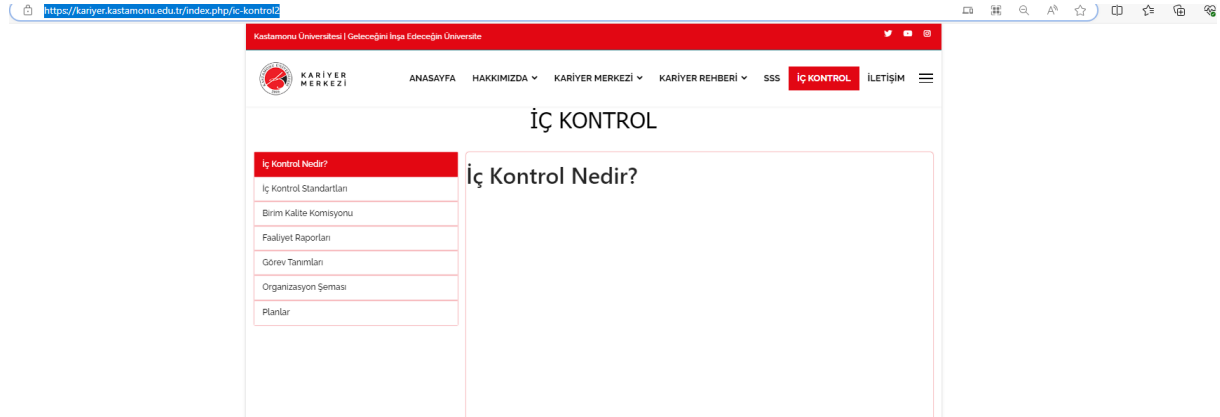 https://kariyer.kastamonu.edu.tr/index.php/ic-kontrol2
Kastamonu Üniversitesi | Geleceğini İnşa Edeceğin Üniversite
KARİYER
MERKEZİ
ANASAYFA HAKKIMIZDA KARİYER MERKEZİ KARİYER REHBERİ SSS İÇ KONTROL İLETİŞİM
İÇ KONTROL
İç Kontrol Nedir?
İç Kontrol Standartları
Birim Kalite Komisyonu
Faaliyet Raporları
Görev Tanımları
Organizasyon Şeması
Planlar
İç Kontrol Nedir?